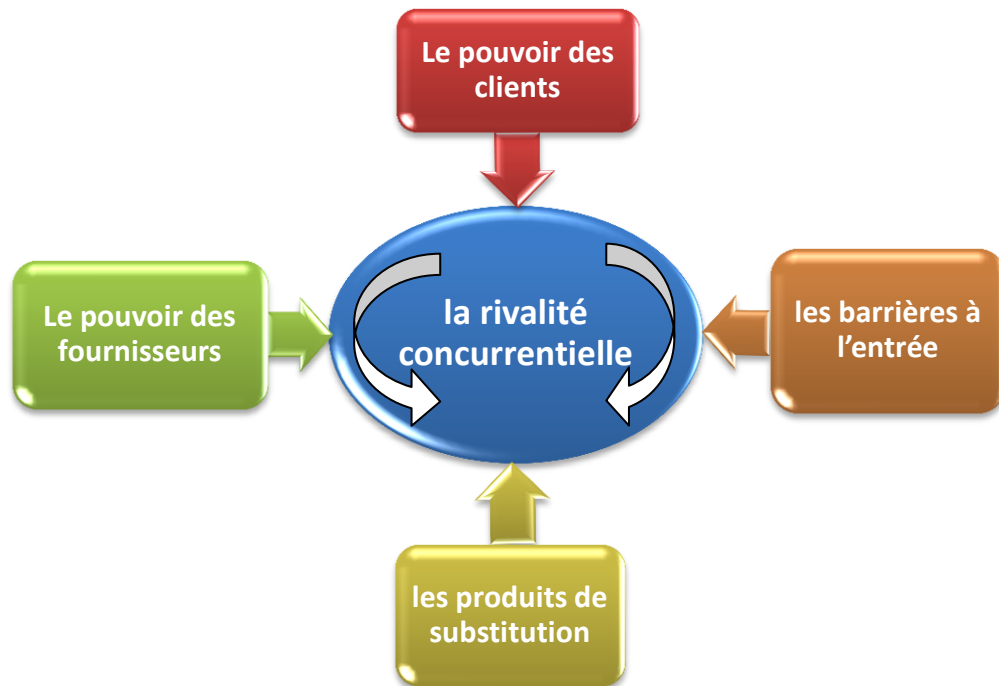 Le pouvoir des
clients
Le pouvoir des
fournisseurs
la rivalité
concurrentielle
les barrières à
l’entrée
les produits de
substitution